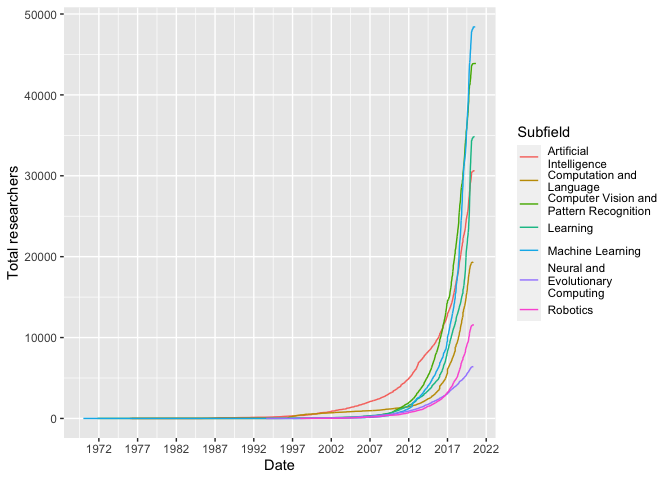 50000
40000
30000
20000
10000
0
Total researchers
1972 1977 1982 1987 1992 1997 2002 2007 2012 2017 2022
Date
Subfield
Artificial
Intelligence
Computation and
Language
Computer Vision and
Pattern Recognition
Learning
Machine Learning
Neural and
Evolutionary
Computing
Robotics